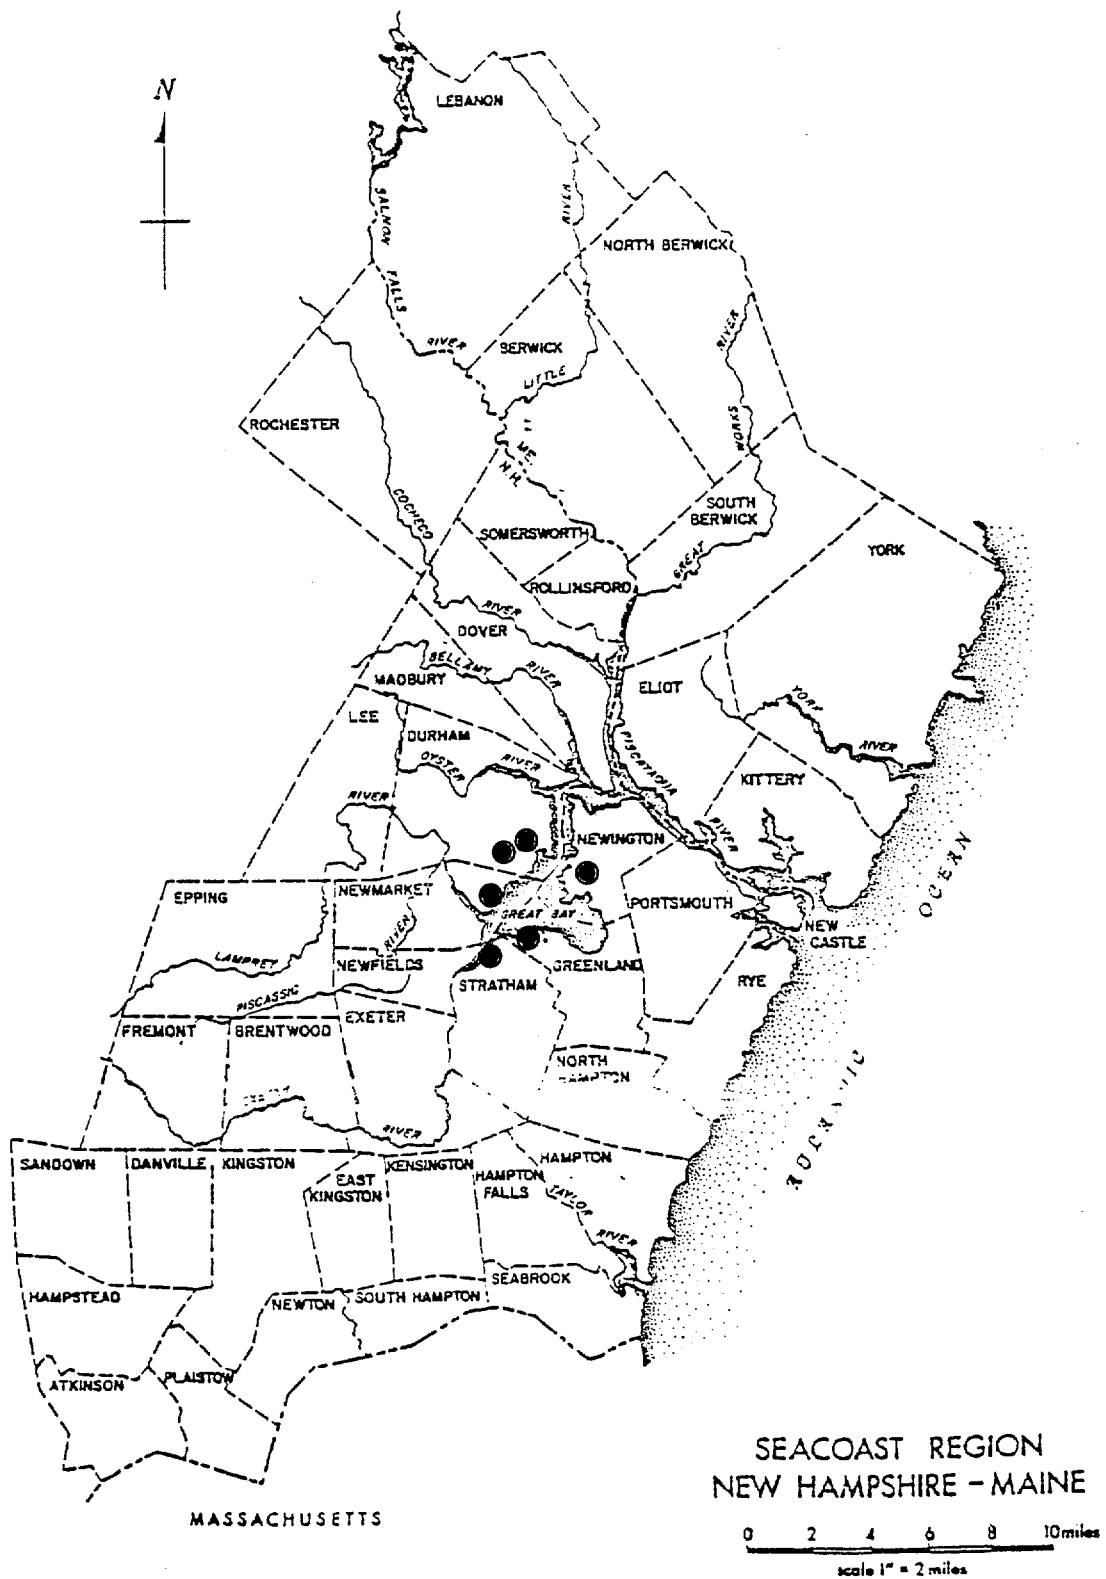 N
LEBANON
SALMON
FALLS
RIVER
RIVER
NORTH BERWICK
BERWICK
LITTLE
RIVER
WORKS
GREAT
ROCHESTER
COCHECO
RIVER
ME.
N.H.
SOMERSWORTH
SOUTH
BERWICK
YORK
ROLLINSFORD
DOVER
BELLAMY
RIVER
MADBURY
ELIOT
LEE
DURHAM
OYSTER
RIVER
PISCATAQUA
RIVER
YORK
RIVER
KITTERY
RIVER
NEWINGTON
EPPING
NEWMARKET
RIVER
GREAT BAY
PORTSMOUTH
NEW
CASTLE
OCEAN
LAMPREY
NEWFIELDS
STRATHAM
GREENLAND
RYE
PISCASSIC
FREMONT
BRENTWOOD
EXETER
NORTH
HAMPTON
RIVER
SANDOWN
DANVILLE
KINGSTON
KENSINGTON
EAST
KINGSTON
HAMPTON
FALLS
HAMPTON
TAYLOR
RIVER
HAMPSTEAD
NEWTON
SOUTH HAMPTON
SEABROOK
ATKINSON
PLAISTOW
MASSACHUSETTS
SEACOAST REGION
NEW HAMPSHIRE - MAINE
0 2 4 6 8 10 miles
scale 1" = 2 miles